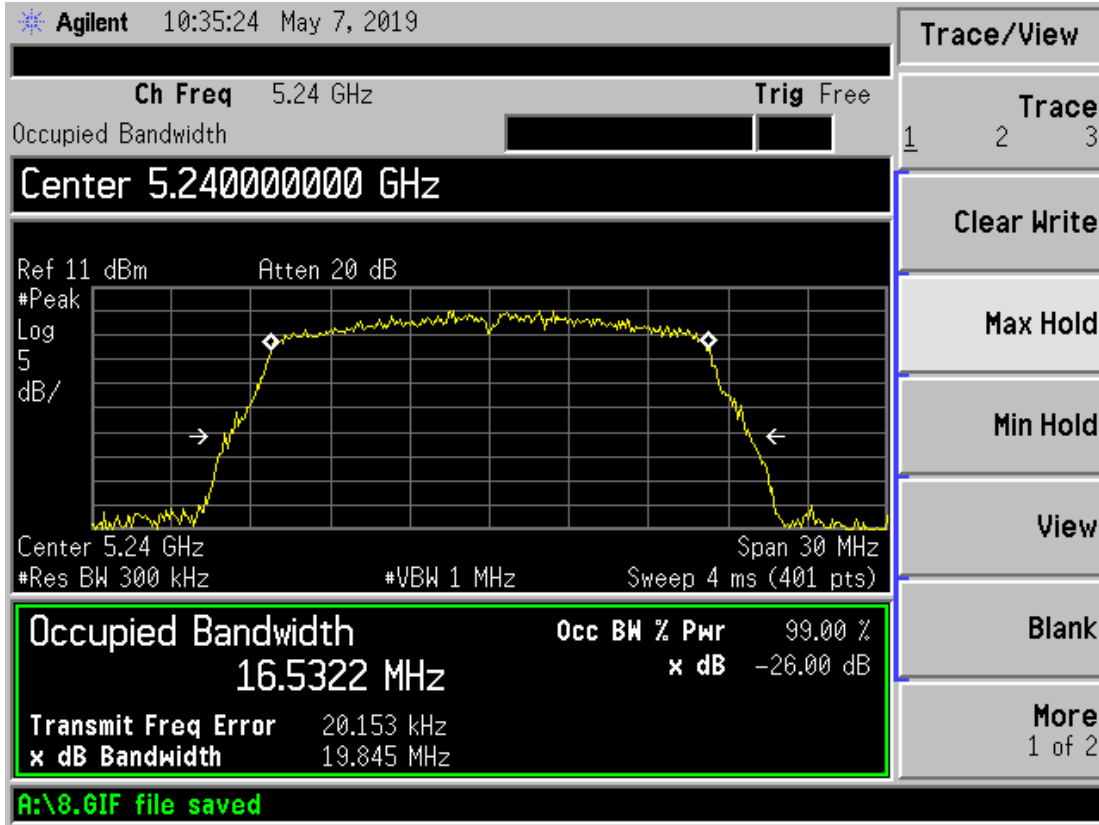 Agilent 10:35:24 May 7, 2019
Ch Freq 5.24 GHz Trig Free
Occupied Bandwidth
Center 5.240000000 GHz
Ref 11 dBm Atten 20 dB
#Peak
Log
5
dB/
Center 5.24 GHz Span 30 MHz
#Res BW 300 kHz #VBW 1 MHz Sweep 4 ms (401 pts)
Occupied Bandwidth Occ BW % Pwr 99.00 %
16.5322 MHz x dB -26.00 dB
Transmit Freq Error 20.153 kHz
x dB Bandwidth 19.845 MHz
A:\8.GIF file saved
Trace/View
Trace
1 2 3
Clear Write
Max Hold
Min Hold
View
Blank
More
1 of 2